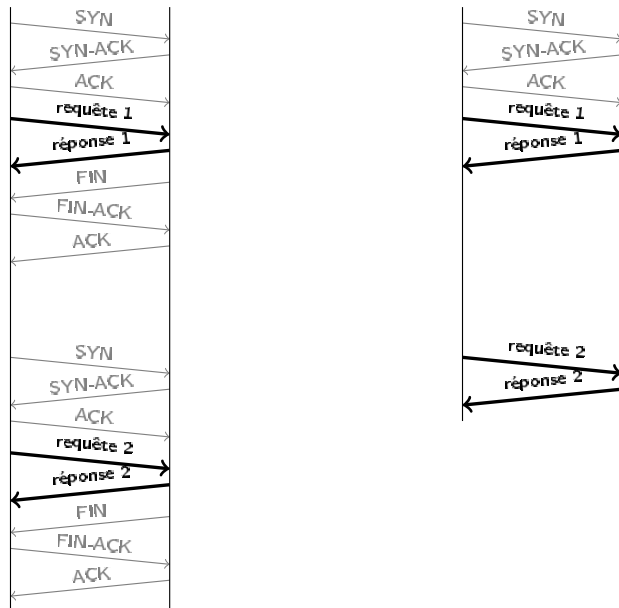 SYN
SYN-ACK
ACK
requête 1
réponse 1
FIN
FIN-ACK
ACK
SYN
SYN-ACK
ACK
requête 2
réponse 2
FIN
FIN-ACK
ACK
SYN
SYN-ACK
ACK
requête 1
réponse 1
requête 2
réponse 2